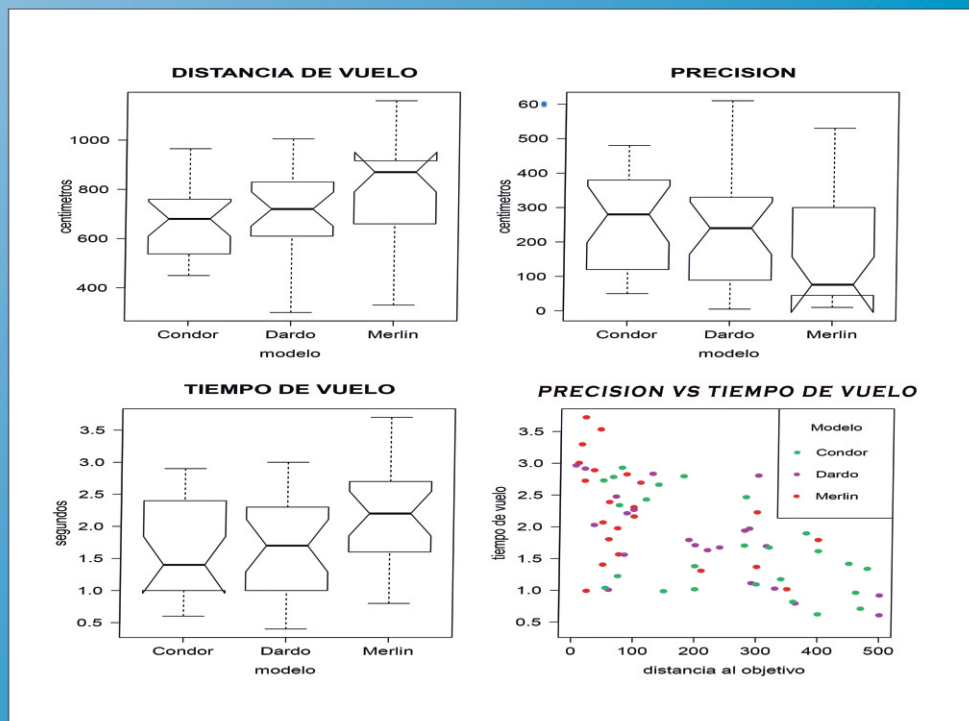 DISTANCIA DE VUELO
centimetros
1000
800
600
400
Condor Dardo Merlin
modelo
PRECISION
centimetros
60
500
400
300
200
100
0
Condor Dardo Merlin
modelo
TIEMPO DE VUELO
segundos
3.5
3.0
2.5
2.0
1.5
1.0
0.5
Condor Dardo Merlin
modelo
PRECISION VS TIEMPO DE VUELO
tiempo de vuelo
3.5
3.0
2.5
2.0
1.5
1.0
0.5
Modelo
Condor
Dardo
Merlin
0 100 200 300 400 500
distancia al objetivo